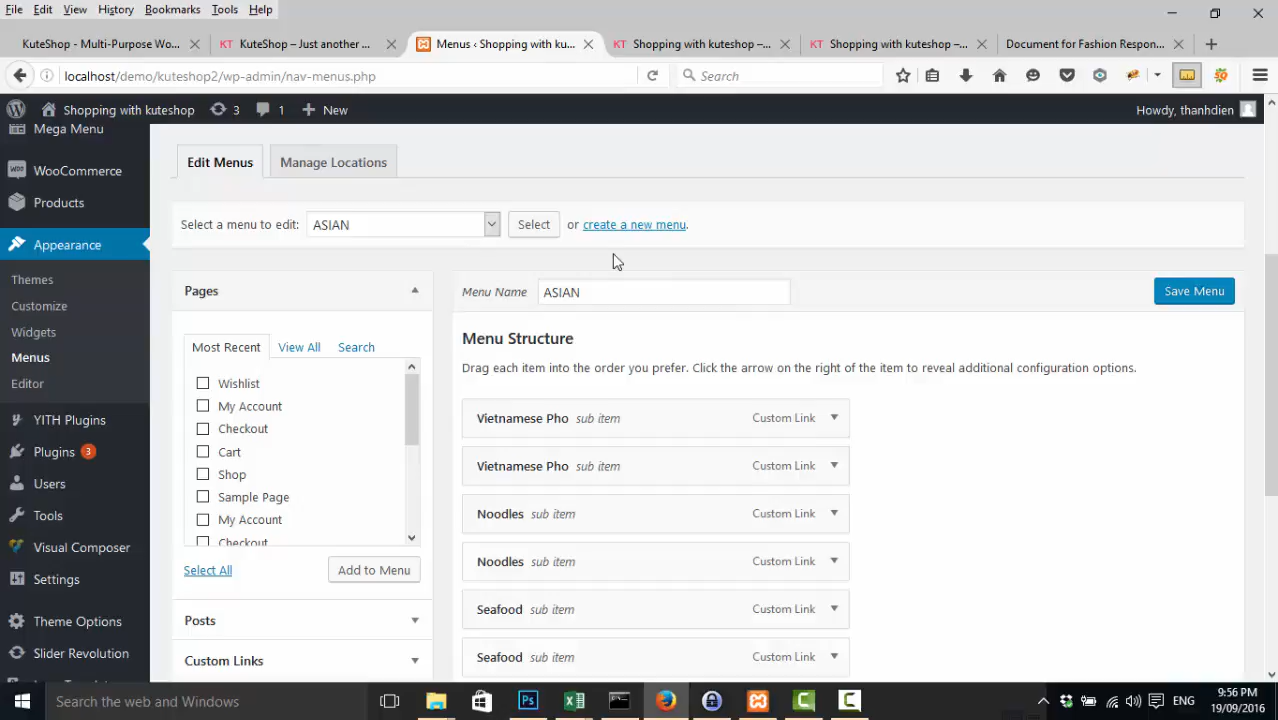 File Edit View History Bookmarks Tools Help
KuteShop - Multi-Purpose Wo...
KuteShop – Just another ...
Menus ‹ Shopping with ku...
Shopping with kuteshop –...
Shopping with kuteshop –...
Document for Fashion Respon...
localhost/demo/kuteshop2/wp-admin/nav-menus.php
Search
Shopping with kuteshop 3 1 New
Howdy, thanhdien
Mega Menu
WooCommerce
Products
Appearance
Themes
Customize
Widgets
Menus
Editor
YITH Plugins
Plugins 3
Users
Tools
Visual Composer
Settings
Theme Options
Slider Revolution
Edit Menus
Manage Locations
Select a menu to edit: ASIAN Select or create a new menu.
Pages
Most Recent View All Search
Wishlist
My Account
Checkout
Cart
Shop
Sample Page
My Account
Checkout
Select All
Add to Menu
Posts
Custom Links
Menu Name ASIAN
Save Menu
Menu Structure
Drag each item into the order you prefer. Click the arrow on the right of the item to reveal additional configuration options.
Vietnamese Pho sub item Custom Link
Vietnamese Pho sub item Custom Link
Noodles sub item Custom Link
Noodles sub item Custom Link
Seafood sub item Custom Link
Seafood sub item Custom Link
Search the web and Windows
ENG
9:56 PM
19/09/2016